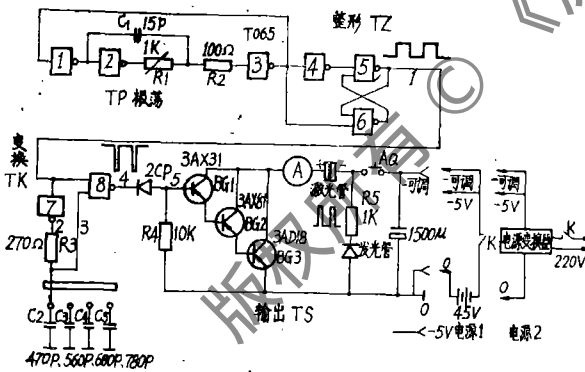 C₁ 15P
1K
R1
100Ω
R2
T065
整形 TZ
1
2
3
4
5
6
1
TP 振荡
变换
TK
7
8
2
3
4
2CP
5
270Ω
R3
R4
10K
3AX31
BG1
3AX81
BG2
3AD18
BG3
A
+
激光管
R5
1K
发光管
AQ
可调
-5V
1500μ
0
输出 TS
C2
C3
C4
C5
470P.560P.680P.780P
可调
-5V
0
45V
-5V电源1
可调
-5V
0
电源2
电源变换器
K
220V
版权所有 ©
《